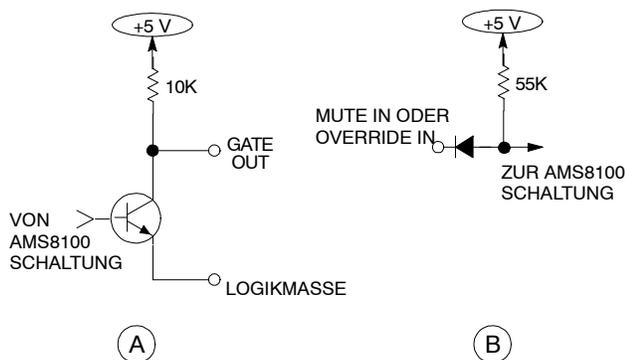 +5 V
10K
GATE
OUT
VON
AMS8100
SCHALTUNG
LOGIKMASSE
A
+5 V
55K
MUTE IN ODER
OVERRIDE IN
ZUR AMS8100
SCHALTUNG
B